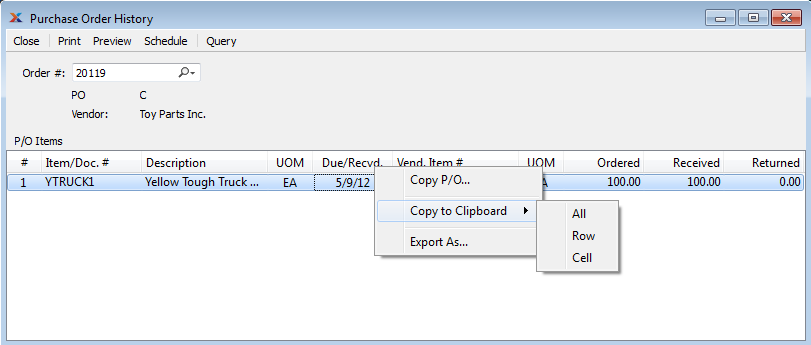 Purchase Order History
Close Print Preview Schedule Query
Order #: 20119
PO C
Vendor: Toy Parts Inc.
P/O Items
# Item/Doc. # Description UOM Due/Recvd. Vend. Item # UOM Ordered Received Returned
1 YTRUCK1 Yellow Tough Truck ... EA 5/9/12 A 100.00 100.00 0.00
Copy P/O...
Copy to Clipboard
Export As...
All
Row
Cell